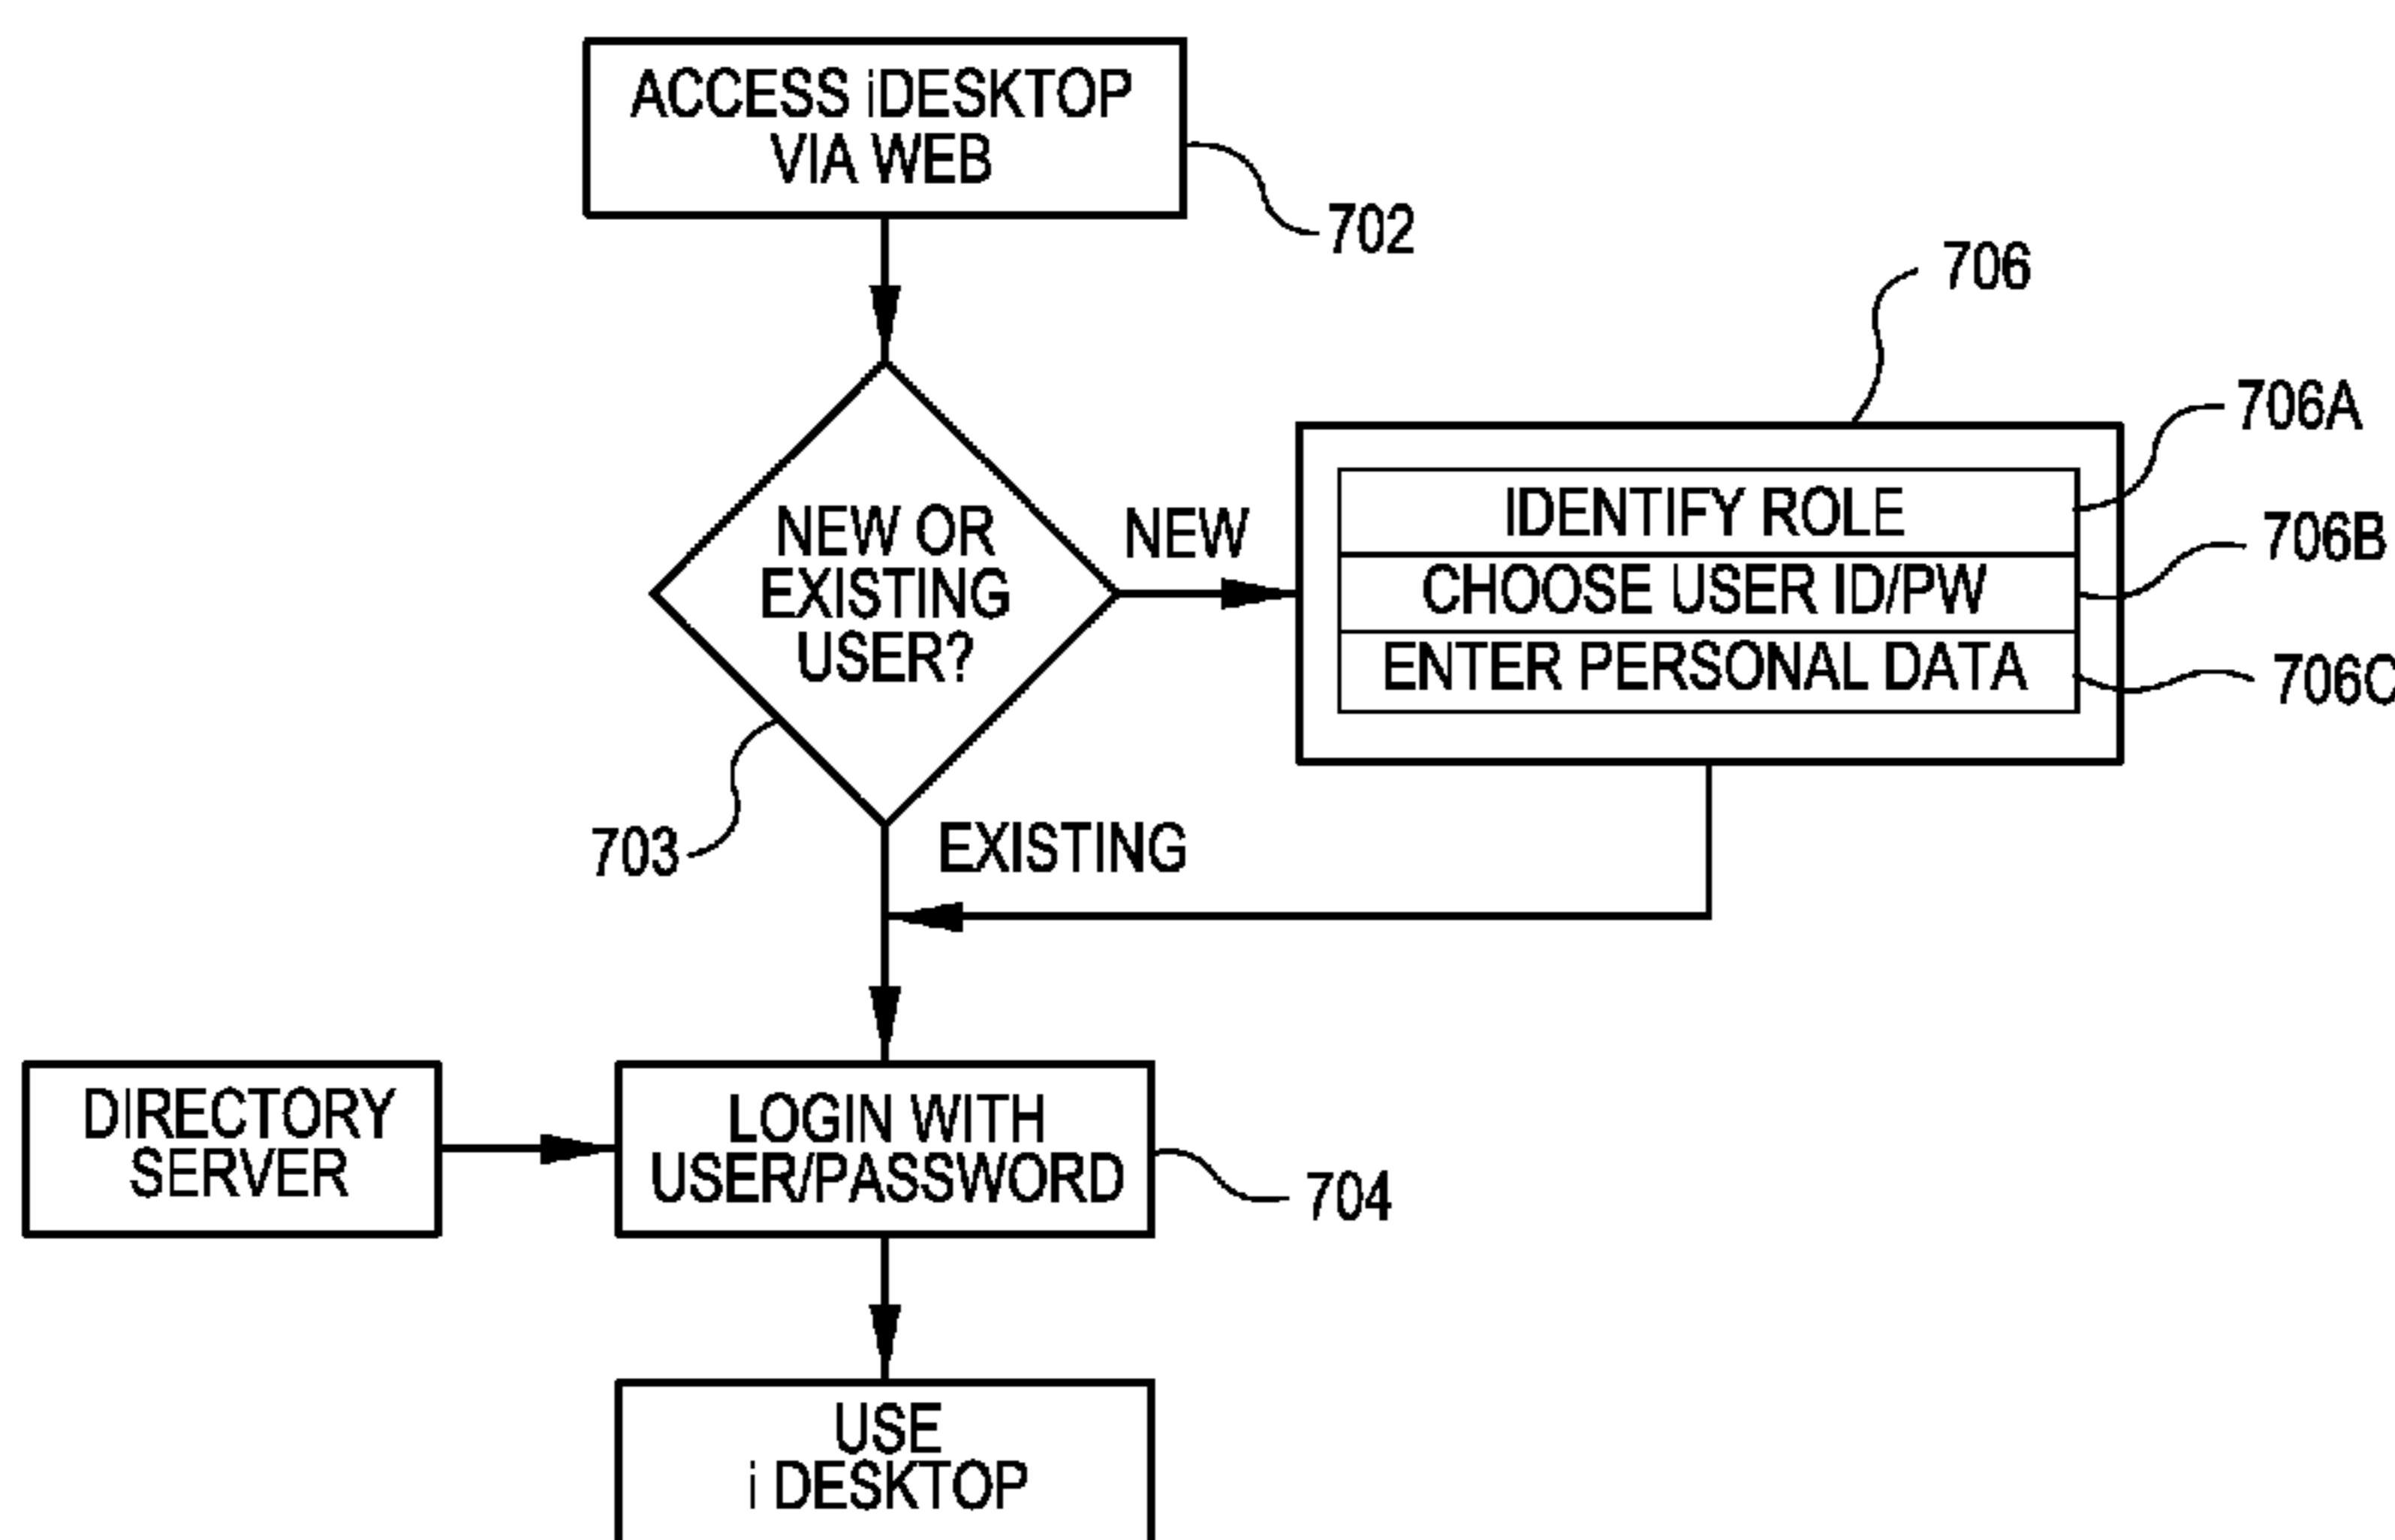 ACCESS iDESKTOP
VIA WEB
702
706
706A
IDENTIFY ROLE
706B
CHOOSE USER ID/PW
706C
ENTER PERSONAL DATA
NEW OR
EXISTING
USER?
NEW
703
EXISTING
DIRECTORY
SERVER
LOGIN WITH
USER/PASSWORD
704
USE
i DESKTOP